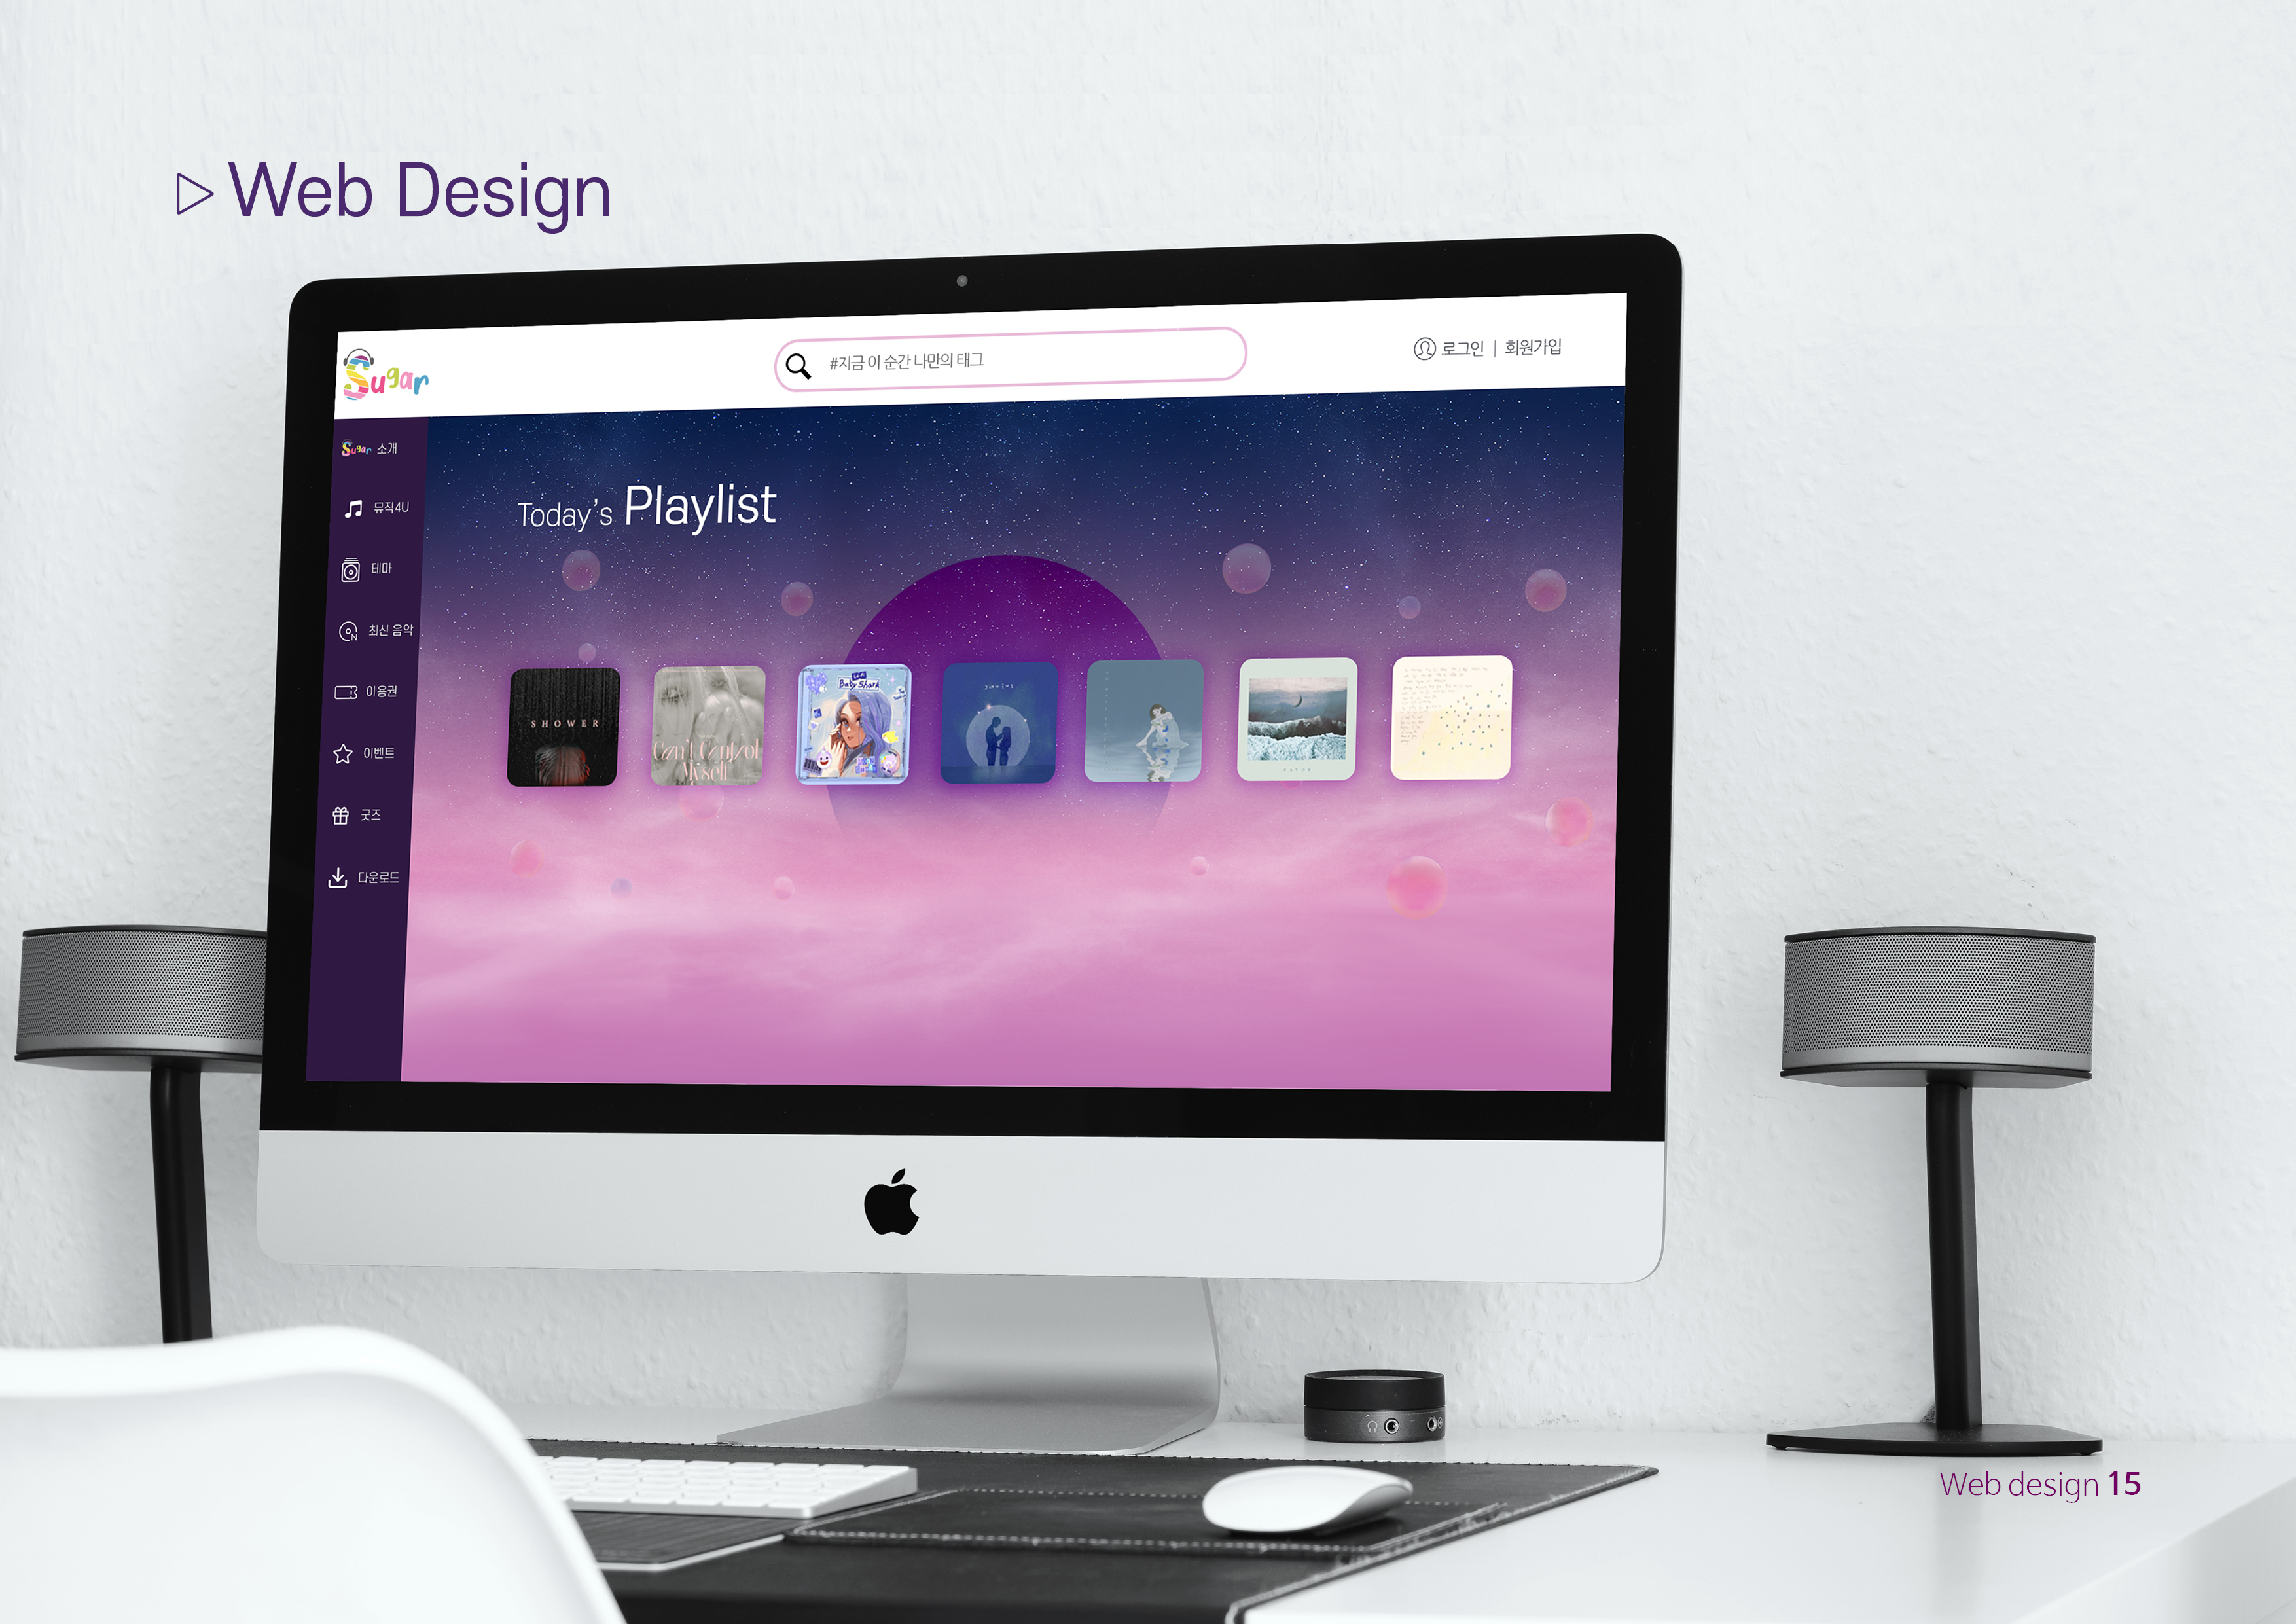 Web Design
Sugar
#지금 이 순간 나만의 태그
로그인 | 회원가입
Sugar 소개
뮤직4U
테마
최신 음악
이용권
이벤트
굿즈
다운로드
Today's Playlist
SHOWER
Can't Control
Myself
Lo-Fi
Baby Shark
Web design 15